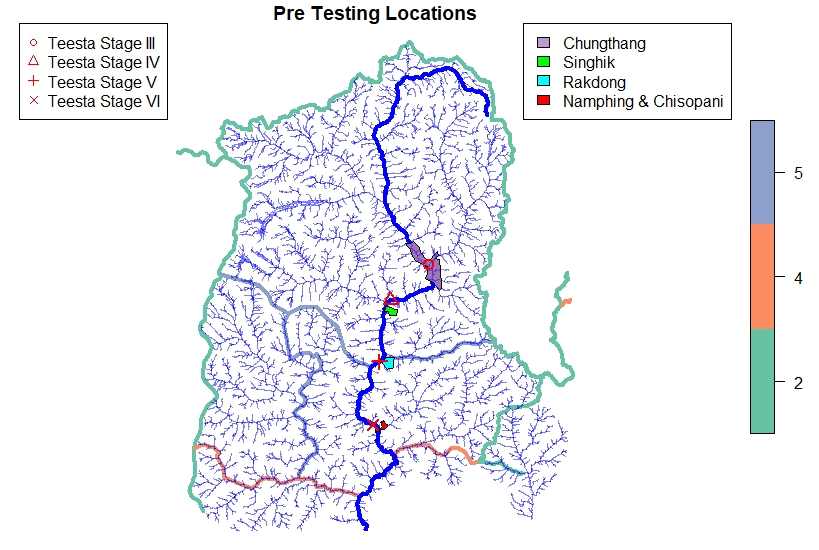 Pre Testing Locations
Teesta Stage III
Teesta Stage IV
Teesta Stage V
Teesta Stage VI
Chungthang
Singhik
Rakdong
Namphing & Chisopani
5
4
2